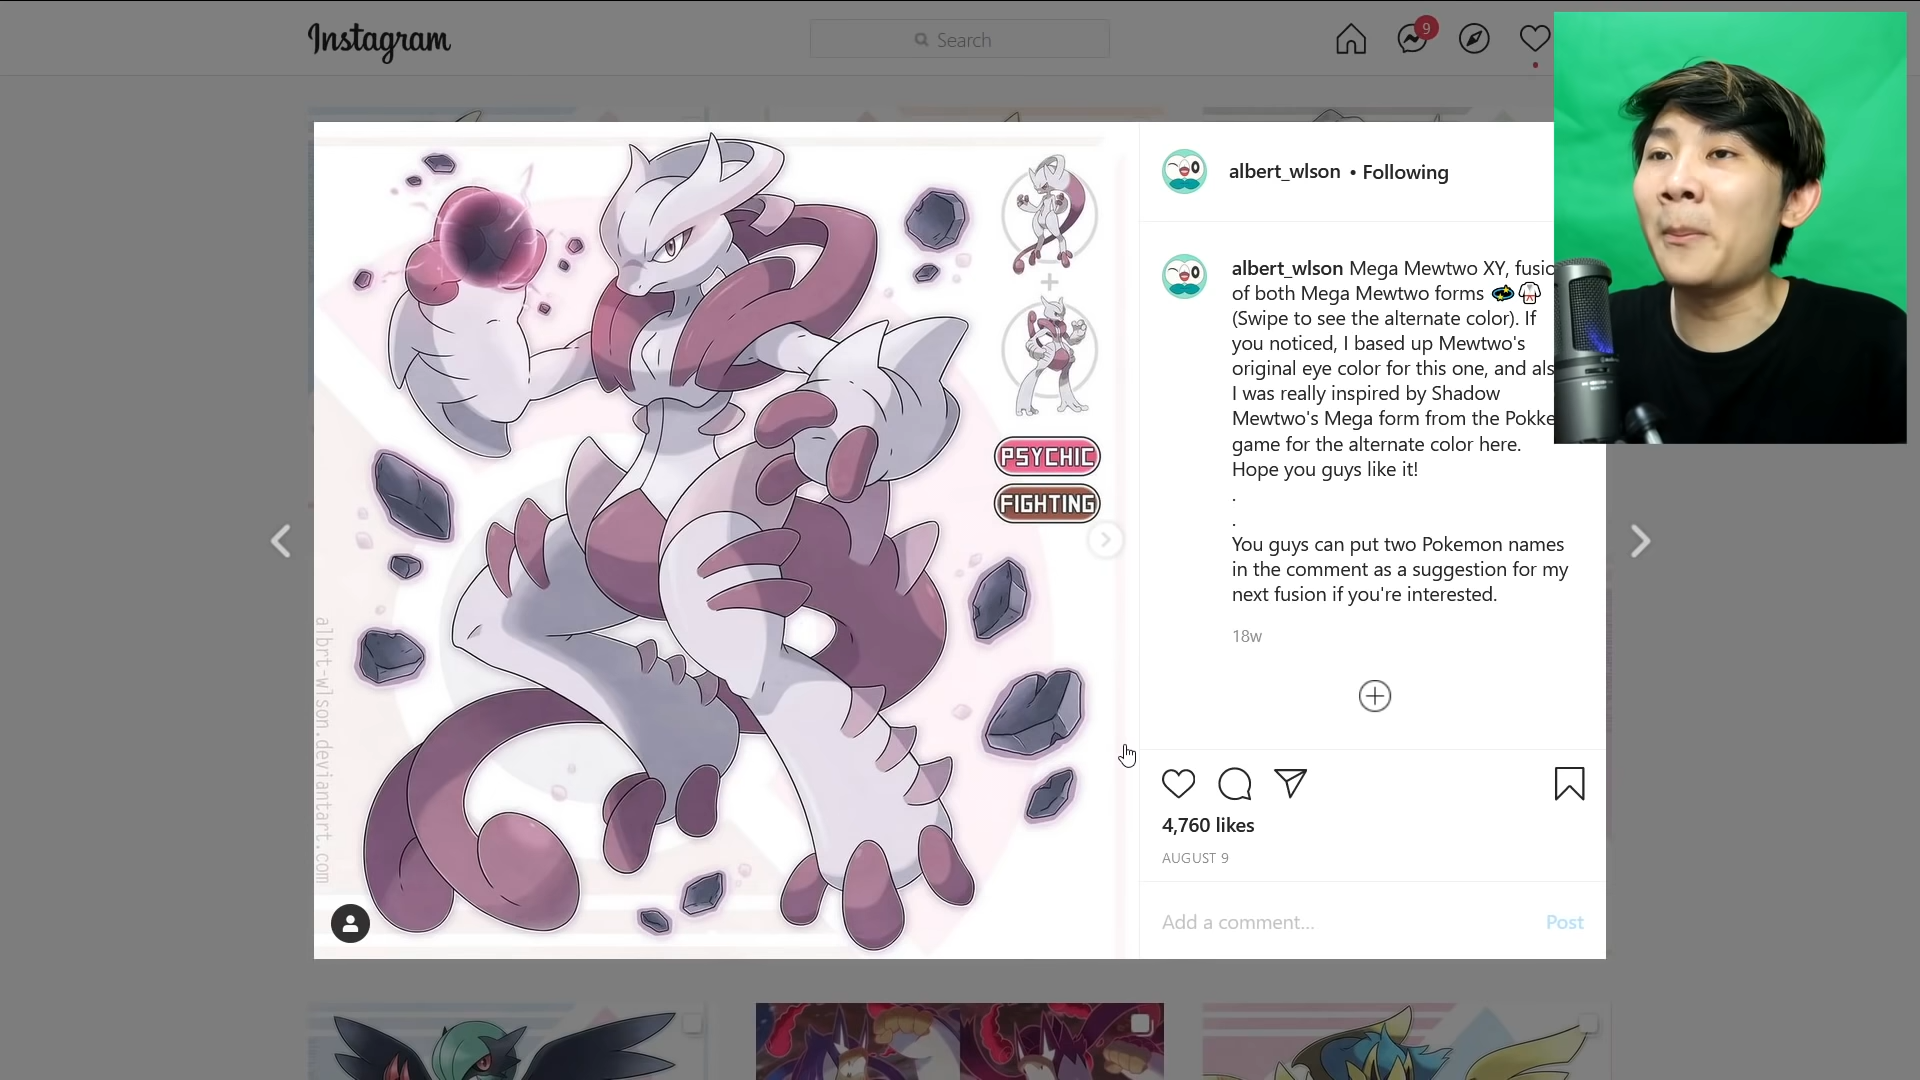 Instagram
Search
9
albert_wlson • Following
albert_wlson Mega Mewtwo XY, fusio
of both Mega Mewtwo forms
(Swipe to see the alternate color). If
you noticed, I based up Mewtwo's
original eye color for this one, and als
I was really inspired by Shadow
Mewtwo's Mega form from the Pokke
game for the alternate color here.
Hope you guys like it!
.
.
You guys can put two Pokemon names
in the comment as a suggestion for my
next fusion if you're interested.
18w
4,760 likes
AUGUST 9
Add a comment...
Post
+
PSYCHIC
FIGHTING
albrt-wlson.deviantart.com